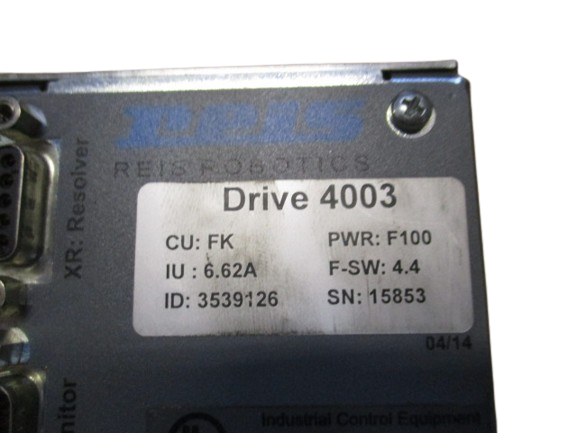 REIS
REIS ROBOTICS
XR: Resolver
Drive 4003
CU: FK PWR: F100
IU : 6.62A F-SW: 4.4
ID: 3539126 SN: 15853
04/14
nitor
Industrial Control Equipment